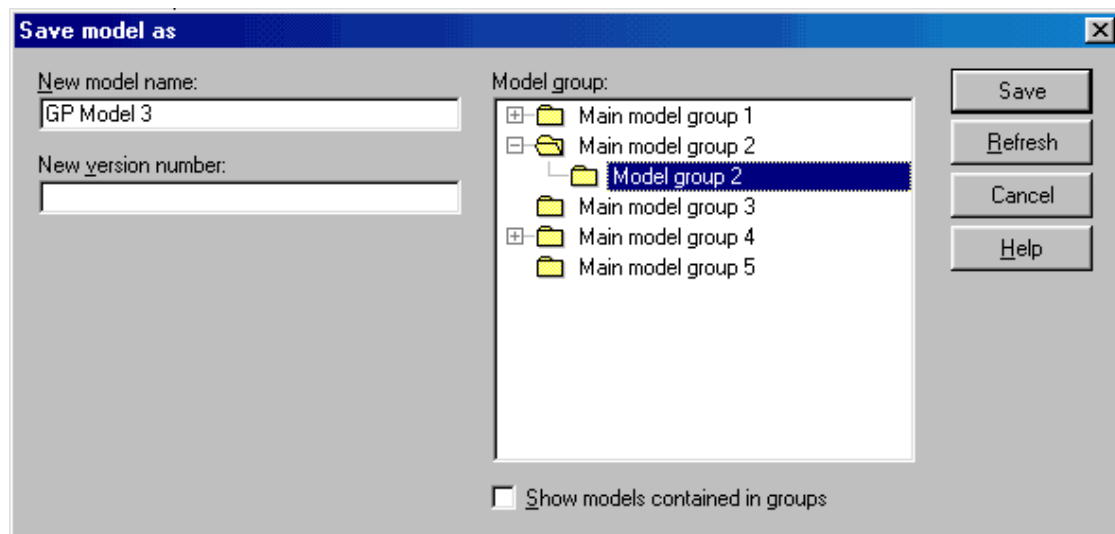 Save model as
New model name:
GP Model 3
New version number:
Model group:
Main model group 1
Main model group 2
Model group 2
Main model group 3
Main model group 4
Main model group 5
Show models contained in groups
Save
Refresh
Cancel
Help